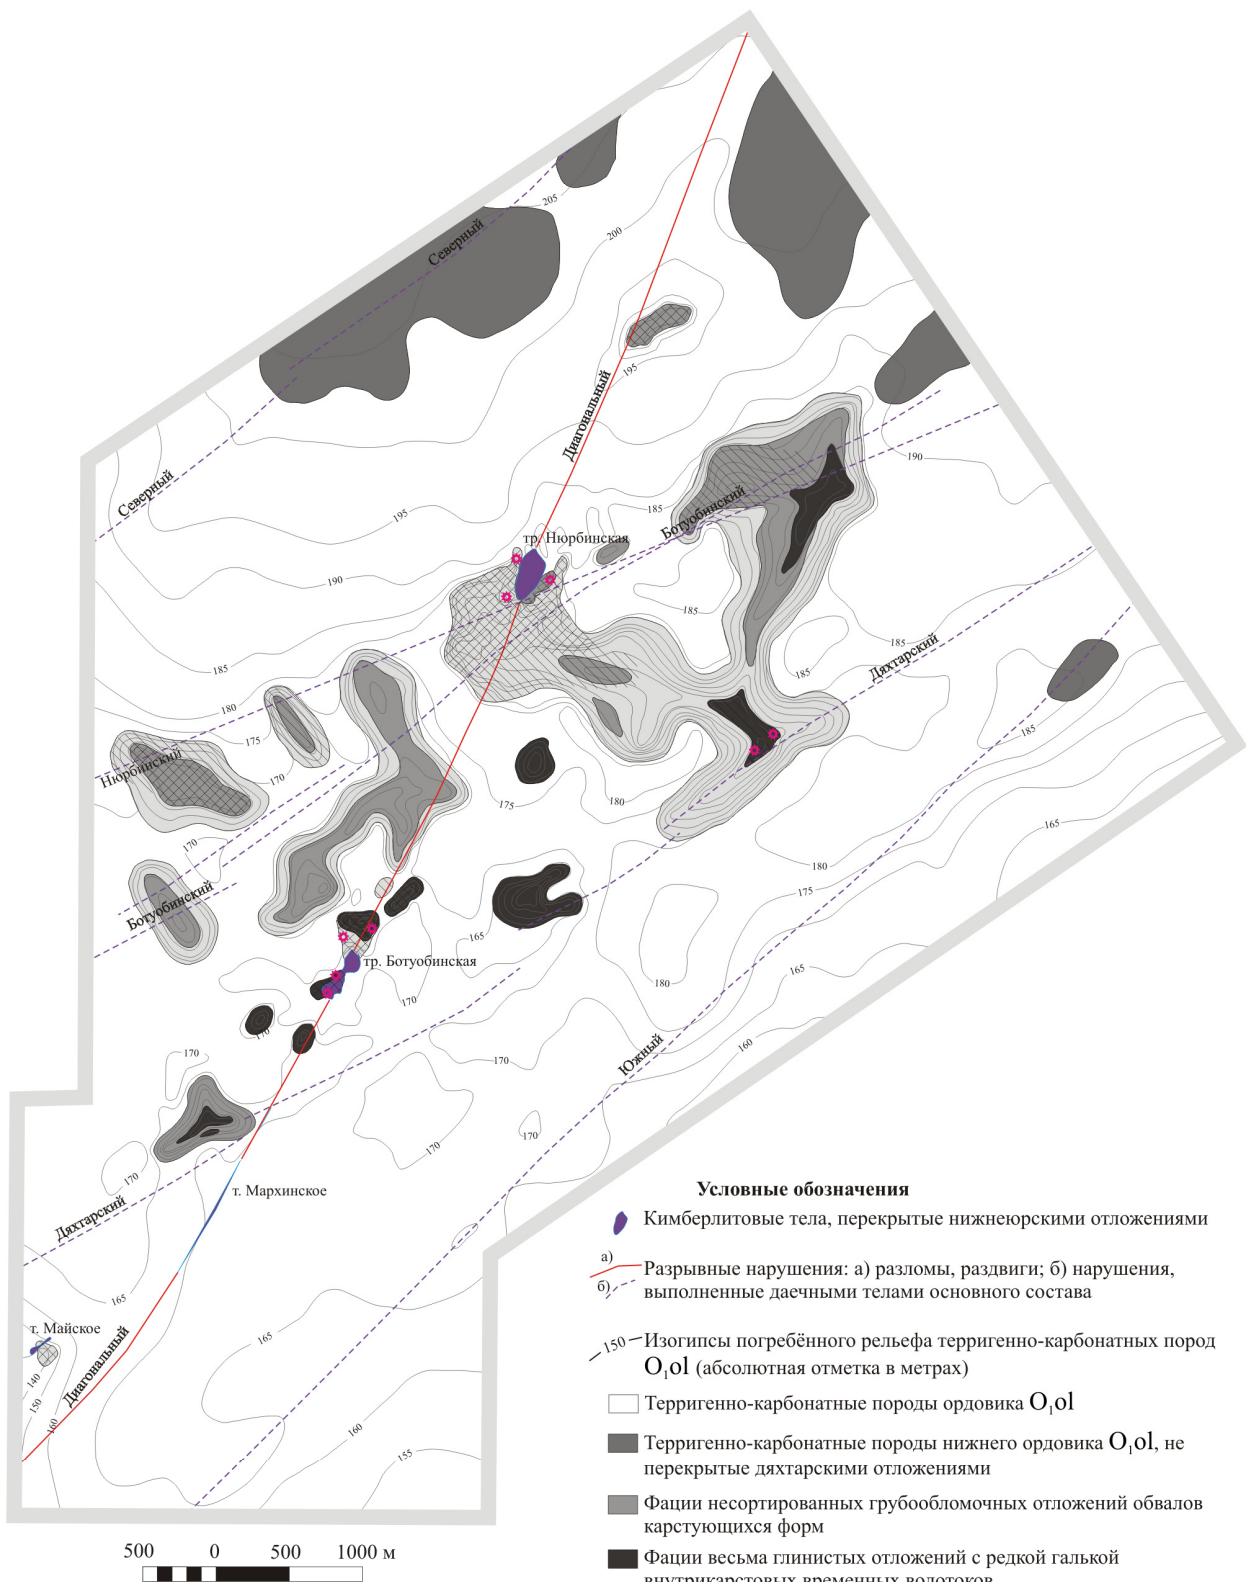 205
Северный
200
195
Диагональный
Северный
190
195
185
Ботуобинский
тр. Нюрбинская
190
185
185
185
Дяхтарский
185
180
185
175
Нюрбинский
170
175
180
165
170
180
175
Ботуобинский
165
тр. Ботуобинская
165
180
170
170
160
Южный
170
170
170
170
170
т. Мархинское
Дяхтарский
165
165
т. Майское
Диагональный
140
150
160
160
155
Условные обозначения
Кимберлитовые тела, перекрытые нижнеюрскими отложениями
а)
Разрывные нарушения: а) разломы, раздвиги; б) нарушения,
б)
выполненные даечными телами основного состава
150
Изогипсы погребённого рельефа терригенно-карбонатных пород
O₁ol (абсолютная отметка в метрах)
Терригенно-карбонатные породы ордовика O₁ol
Терригенно-карбонатные породы нижнего ордовика O₁ol, не
перекрытые дяхтарскими отложениями
Фации несортированных грубообломочных отложений обвалов
карстующихся форм
Фации весьма глинистых отложений с редкой галькой
внутрикарстовых временных водотоков
500 0 500 1000 м